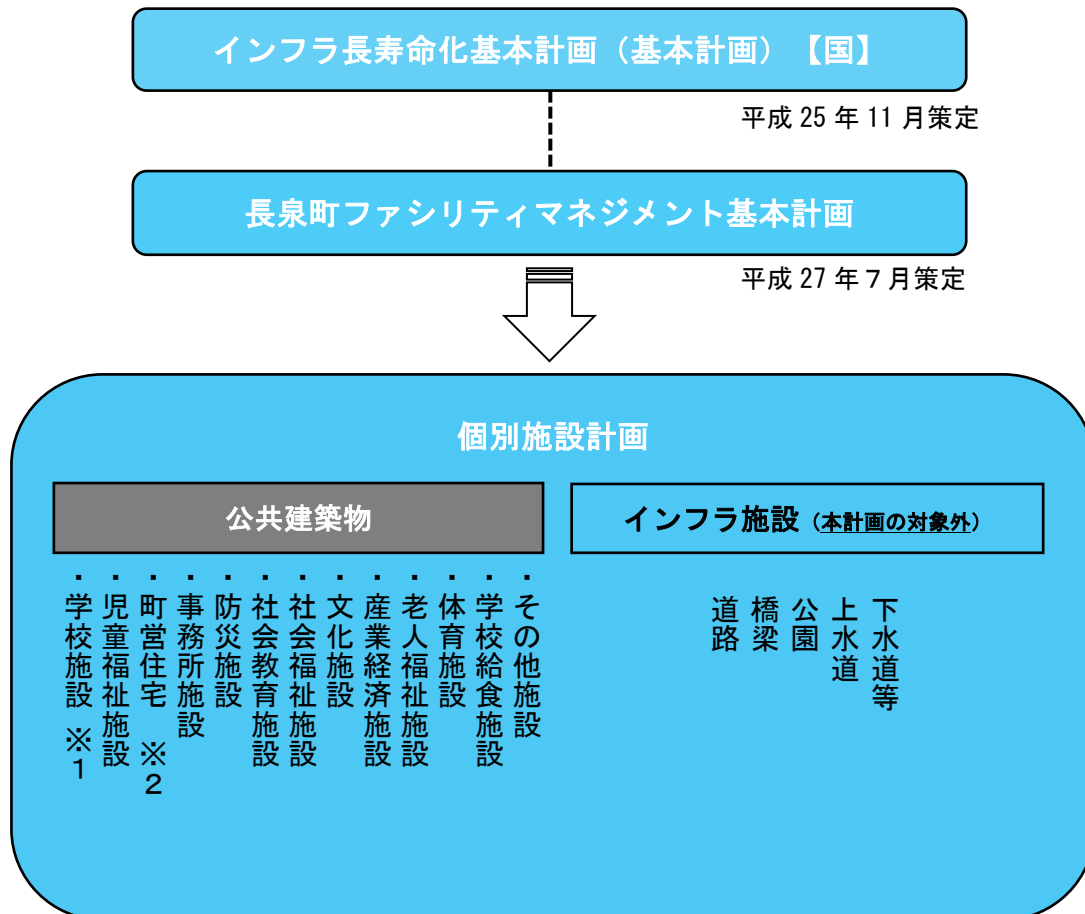 インフラ長寿命化基本計画（基本計画）【国】
平成 25 年 11 月策定
長泉町ファシリティマネジメント基本計画
平成 27 年７月策定
個別施設計画
公共建築物
・学校施設 ※１
・児童福祉施設
・町営住宅 ※２
・事務所施設
・防災施設
・社会教育施設
・社会福祉施設
・文化施設
・産業経済施設
・老人福祉施設
・体育施設
・学校給食施設
・その他施設
インフラ施設（本計画の対象外）
道路
橋梁
公園
上水道
下水道等